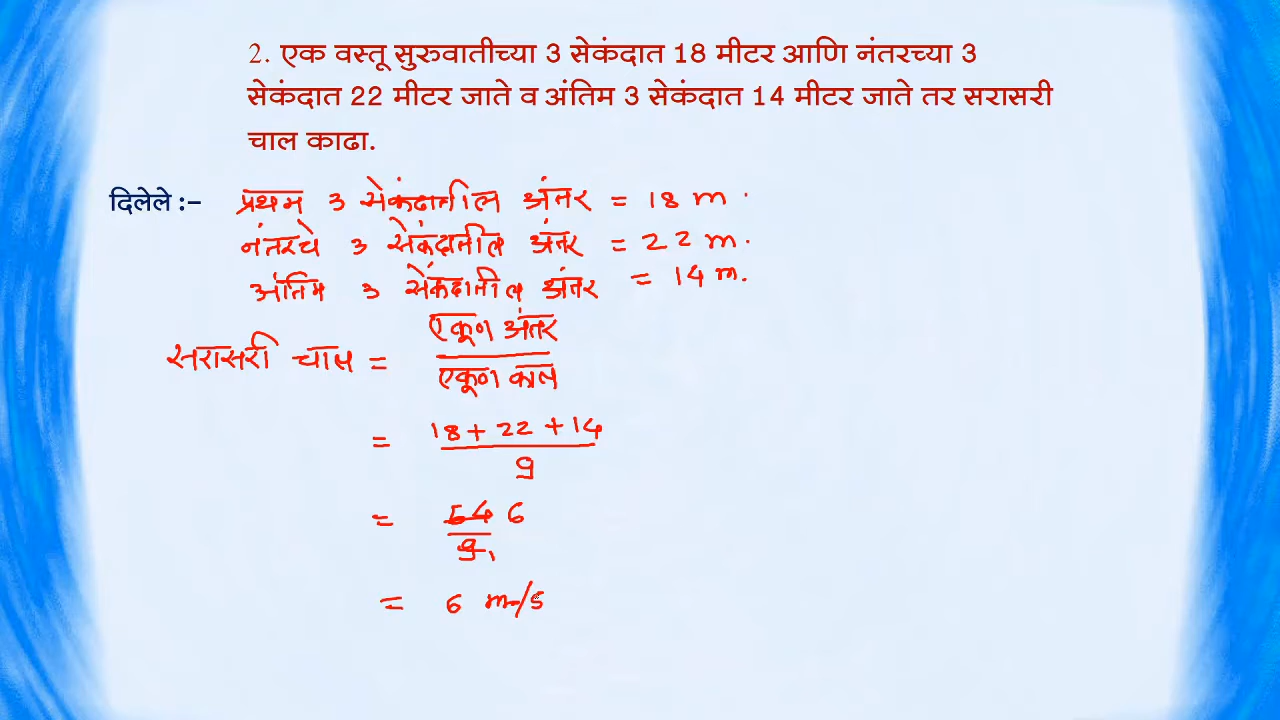 2. एक वस्तू सुरुवातीच्या 3 सेकंदात 18 मीटर आणि नंतरच्या 3
सेकंदात 22 मीटर जाते व अंतिम 3 सेकंदात 14 मीटर जाते तर सरासरी
चाल काढा.
दिलेले :- प्रथम 3 सेकंदातील अंतर = 18 m.
नंतरचे 3 सेकंदातील अंतर = 22 m.
अंतिम 3 सेकंदातील अंतर = 14 m.
सरासरी चाल = एकूण अंतर
एकूण काल
= 18 + 22 + 14
9
= 54 6
9 1
= 6 m/s